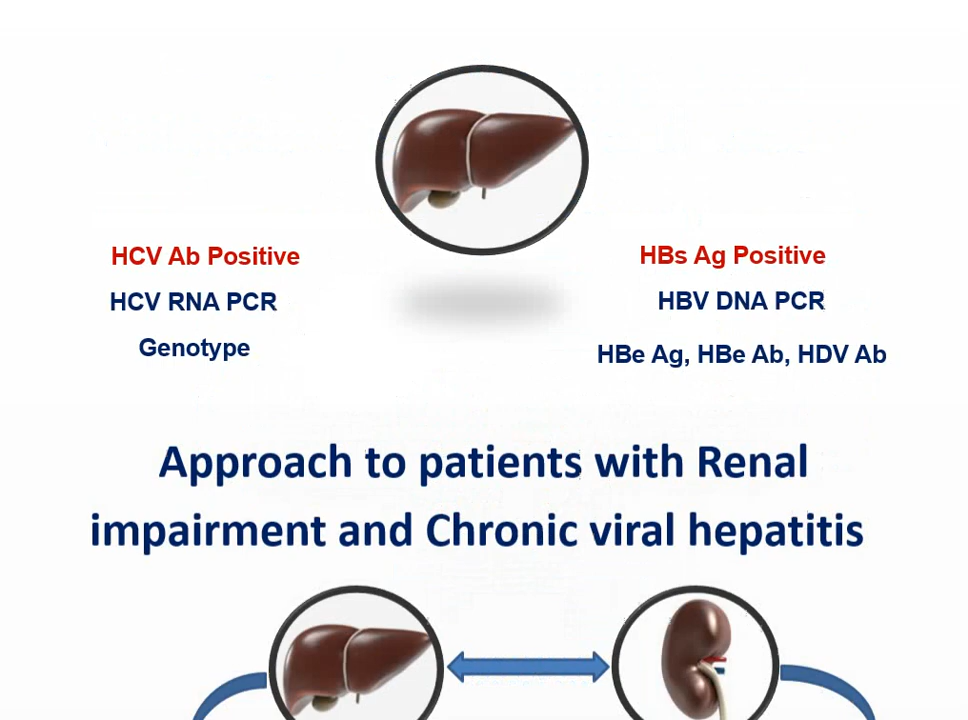 HCV Ab Positive
HCV RNA PCR
Genotype
HBs Ag Positive
HBV DNA PCR
HBe Ag, HBe Ab, HDV Ab
Approach to patients with Renal
impairment and Chronic viral hepatitis